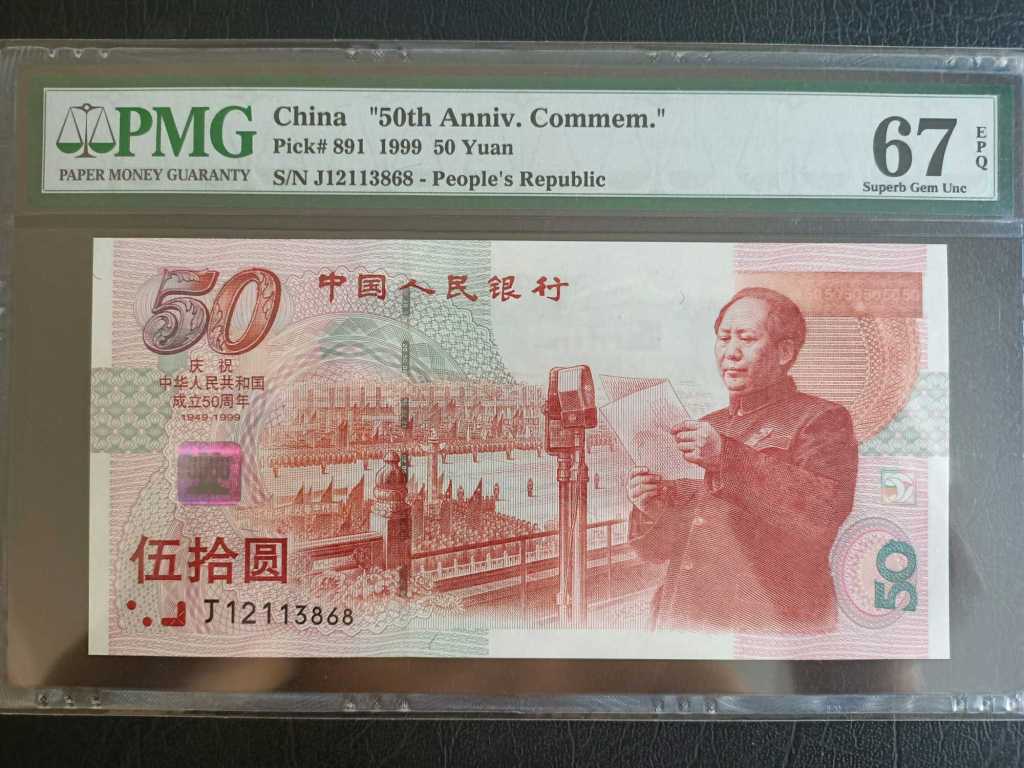 PMG
PAPER MONEY GUARANTY
China "50th Anniv. Commem."
Pick# 891 1999 50 Yuan
S/N J12113868 - People's Republic
67
EPQ
Superb Gem Unc
50
中国人民银行
庆祝
中华人民共和国
成立50周年
1949-1999
伍拾圆
J12113868
50